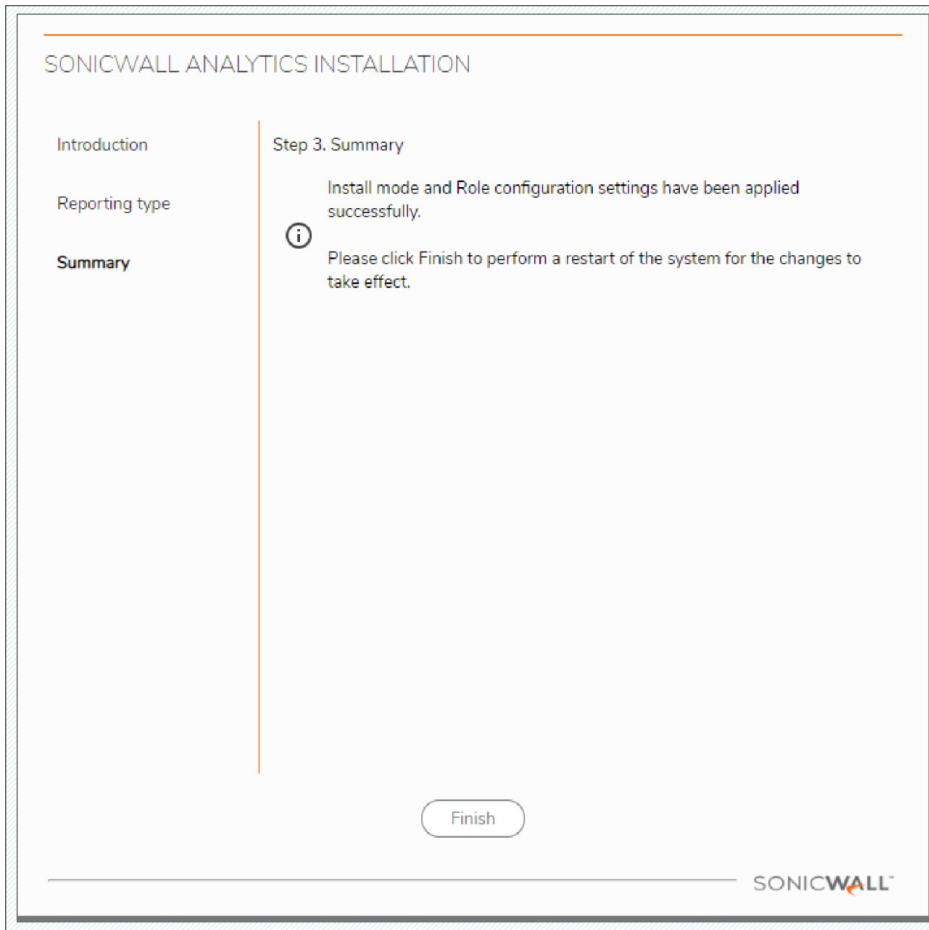 SONICWALL ANALYTICS INSTALLATION
Introduction
Reporting type
Summary
Step 3. Summary
Install mode and Role configuration settings have been applied
successfully.
Please click Finish to perform a restart of the system for the changes to
take effect.
Finish
SONICWALL™